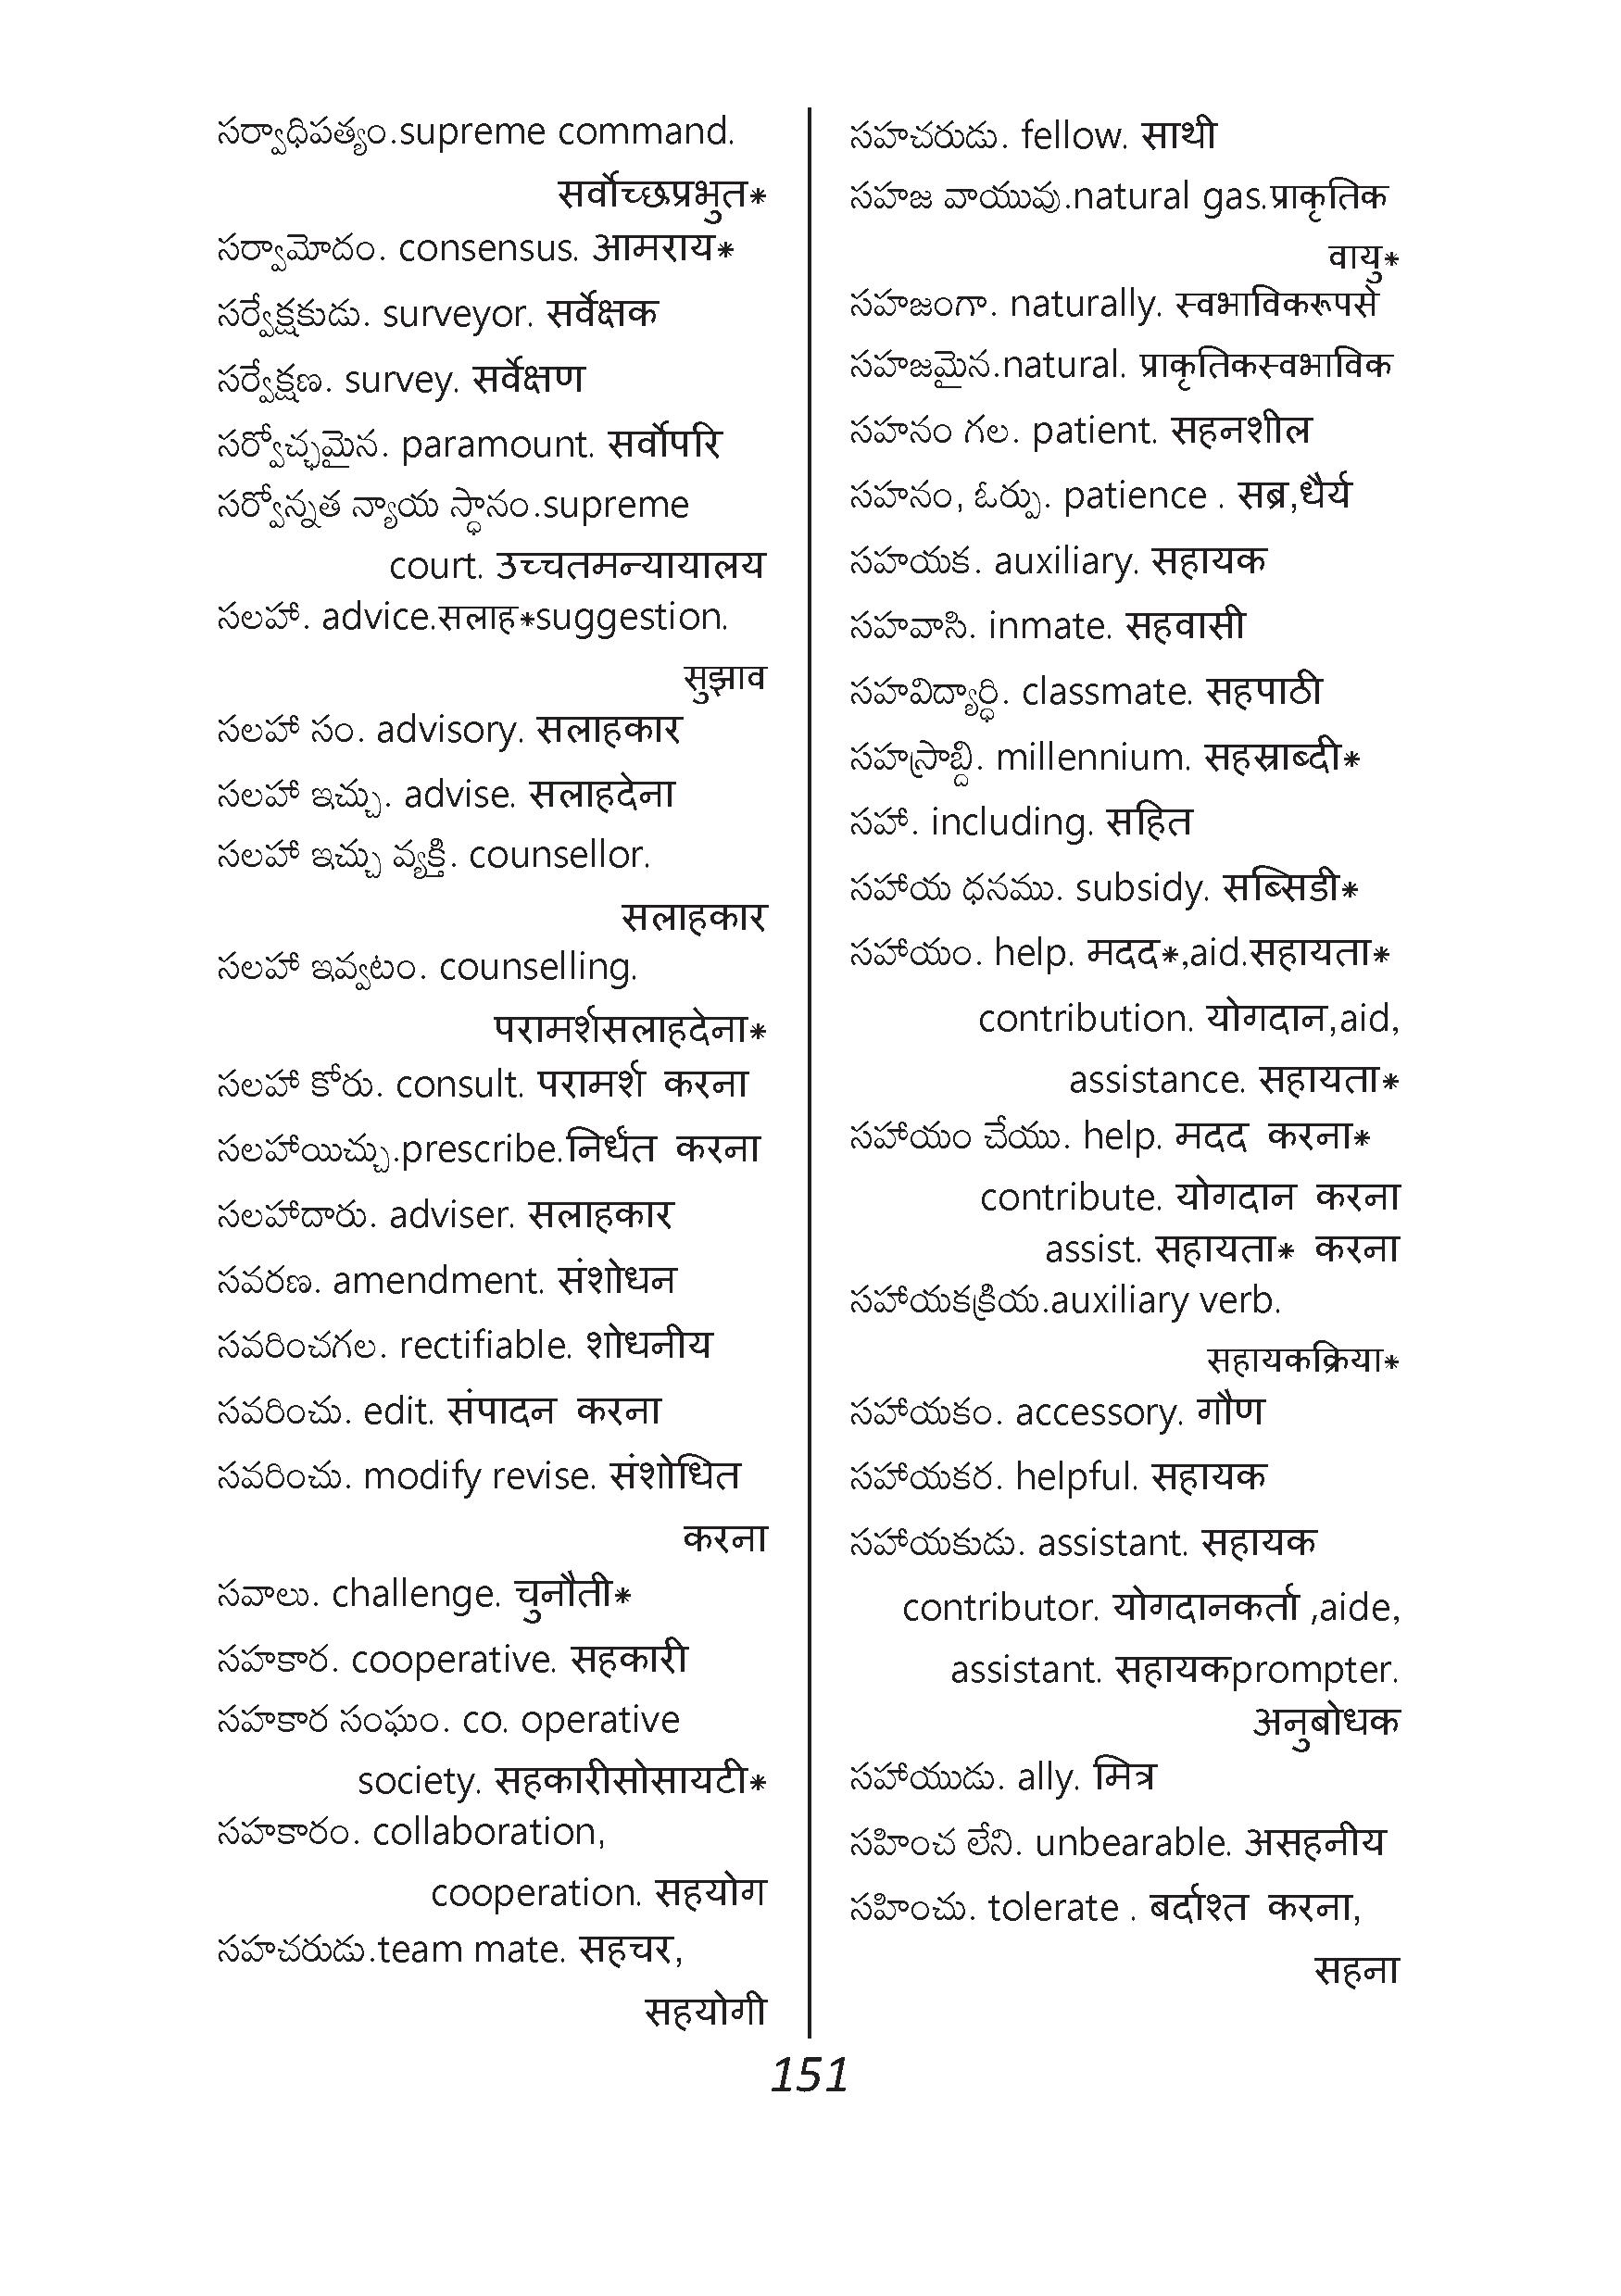 సర్వాధిపత్యం.supreme command.
सर्वोच्छप्रभुत*
సర్వామోదం. consensus. आमराय*
సర్వేక్షకుడు. surveyor. सर्वेक्षक
సర్వేక్షణ. survey. सर्वेक्षण
సర్వోచ్ఛమైన. paramount. सर्वोपरि
సర్వోన్నత న్యాయ స్ధానం.supreme
court. उच्चतमन्यायालय
సలహా. advice.सलाह*suggestion.
सुझाव
సలహా సం. advisory. सलाहकार
సలహా ఇచ్చు. advise. सलाहदेना
సలహా ఇచ్చు వ్యక్తి. counsellor.
सलाहकार
సలహా ఇవ్వటం. counselling.
परामर्शसलाहदेना*
సలహా కోరు. consult. परामर्श करना
సలహాయిచ్చు.prescribe.निर्धंत करना
సలహాదారు. adviser. सलाहकार
సవరణ. amendment. संशोधन
సవరించగల. rectifiable. शोधनीय
సవరించు. edit. संपादन करना
సవరించు. modify revise. संशोधित
करना
సవాలు. challenge. चुनौती*
సహకార. cooperative. सहकारी
సహకార సంఘం. co. operative
society. सहकारीसोसायटी*
సహకారం. collaboration,
cooperation. सहयोग
సహచరుడు.team mate. सहचर,
सहयोगी
సహచరుడు. fellow. साथी
సహజ వాయువు.natural gas.प्राकृतिक
वायु*
సహజంగా. naturally. स्वभाविकरूपसे
సహజమైన.natural. प्राकृतिकस्वभाविक
సహనం గల. patient. सहनशील
సహనం, ఓర్పు. patience . सब्र,धैर्य
సహయక. auxiliary. सहायक
సహవాసి. inmate. सहवासी
సహవిద్యార్ధి. classmate. सहपाठी
సహస్రాబ్ది. millennium. सहस्राब्दी*
సహా. including. सहित
సహాయ ధనము. subsidy. सब्सिडी*
సహాయం. help. मदद*,aid.सहायता*
contribution. योगदान,aid,
assistance. सहायता*
సహాయం చేయు. help. मदद करना*
contribute. योगदान करना
assist. सहायता* करना
సహాయకక్రియ.auxiliary verb.
सहायकक्रिया*
సహాయకం. accessory. गौण
సహాయకర. helpful. सहायक
సహాయకుడు. assistant. सहायक
contributor. योगदानकर्ता ,aide,
assistant. सहायकprompter.
अनुबोधक
సహాయుడు. ally. मित्र
సహించ లేని. unbearable. असहनीय
సహించు. tolerate . बर्दाश्त करना,
सहना
151